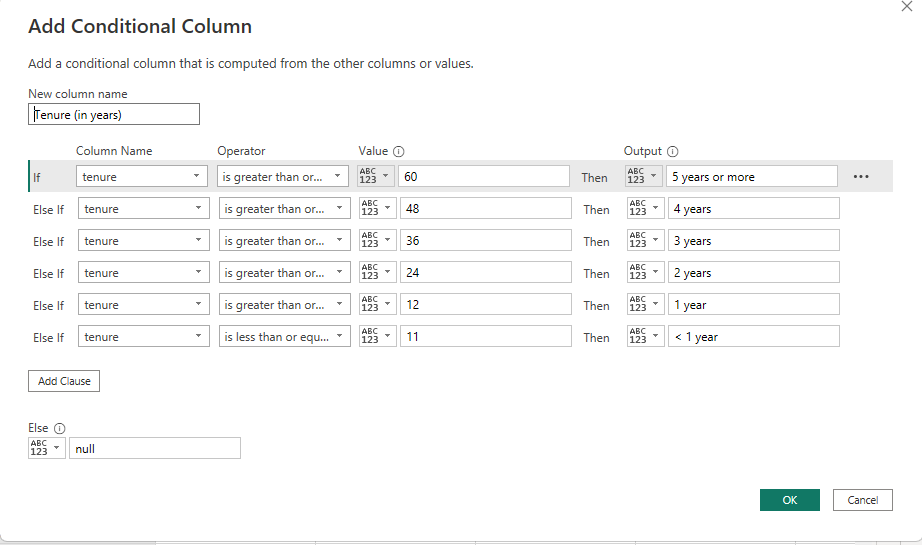 Add Conditional Column
Add a conditional column that is computed from the other columns or values.
New column name
Tenure (in years)
Column Name Operator Value Output
If tenure is greater than or... ABC 123 60 Then ABC 123 5 years or more ...
Else If tenure is greater than or... ABC 123 48 Then ABC 123 4 years
Else If tenure is greater than or... ABC 123 36 Then ABC 123 3 years
Else If tenure is greater than or... ABC 123 24 Then ABC 123 2 years
Else If tenure is greater than or... ABC 123 12 Then ABC 123 1 year
Else If tenure is less than or equ... ABC 123 11 Then ABC 123 < 1 year
Add Clause
Else
ABC 123 null
OK Cancel